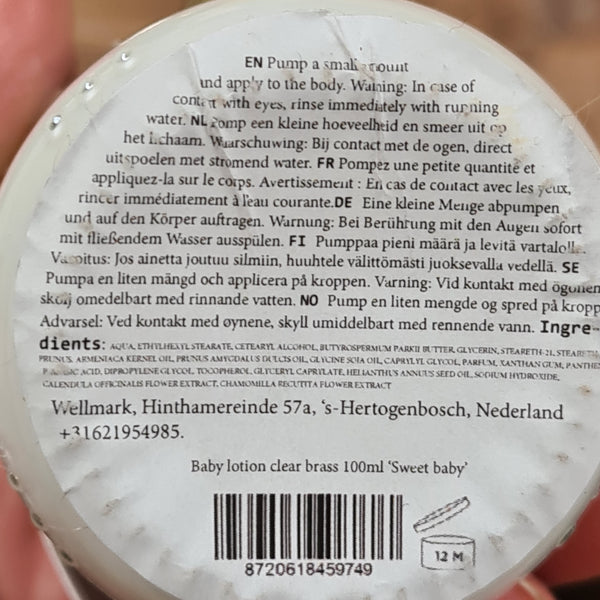 EN Pump a small amount
and apply to the body. Warning: In case of
contact with eyes, rinse immediately with running
water. NL Pomp een kleine hoeveelheid en smeer uit op
het lichaam. Waarschuwing: Bij contact met de ogen, direct
uitspoelen met stromend water. FR Pompez une petite quantité et
appliquez-la sur le corps. Avertissement : En cas de contact avec les yeux,
rincer immédiatement à l'eau courante.DE Eine kleine Menge abpumpen
und auf den Körper auftragen. Warnung: Bei Berührung mit den Augen sofort
mit fließendem Wasser ausspülen. FI Pumppaa pieni määrä ja levitä vartalolle.
Varoitus: Jos ainetta joutuu silmiin, huuhtele välittömästi juoksevalla vedellä. SE
Pumpa en liten mängd och applicera på kroppen. Varning: Vid kontakt med ögonen
skölj omedelbart med rinnande vatten. NO Pump en liten mengde og spred på kropp
Advarsel: Ved kontakt med øynene, skyll umiddelbart med rennende vann. Ingre-
dients: AQUA, ETHYLHEXYL STEARATE, CETEARYL ALCOHOL, BUTYROSPERMUM PARKII BUTTER, GLYCERIN, STEARETH-21, STEARETH
PRUNUS ARMENIACA KERNEL OIL, PRUNUS AMYGDALUS DULCIS OIL, GLYCINE SOJA OIL, CAPRYLYL GLYCOL, PARFUM, XANTHAN GUM, PANTHEN
ACID, DIPROPYLENE GLYCOL, TOCOPHEROL, GLYCERYL CAPRYLATE, HELIANTHUS ANNUUS SEED OIL, SODIUM HYDROXIDE,
CALENDULA OFFICINALIS FLOWER EXTRACT, CHAMOMILLA RECUTITA FLOWER EXTRACT
Wellmark, Hinthamereinde 57a, 's-Hertogenbosch, Nederland
+31621954985.
Baby lotion clear brass 100ml 'Sweet baby'
12 M
8720618459749